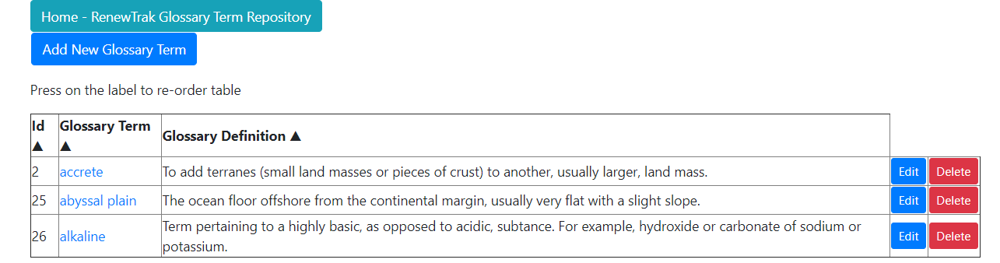 Home - RenewTrak Glossary Term Repository
Add New Glossary Term
Press on the label to re-order table
Id ▲ Glossary Term ▲ Glossary Definition ▲
2 accrete To add terranes (small land masses or pieces of crust) to another, usually larger, land mass. Edit Delete
25 abyssal plain The ocean floor offshore from the continental margin, usually very flat with a slight slope. Edit Delete
26 alkaline Term pertaining to a highly basic, as opposed to acidic, subtance. For example, hydroxide or carbonate of sodium or
potassium. Edit Delete